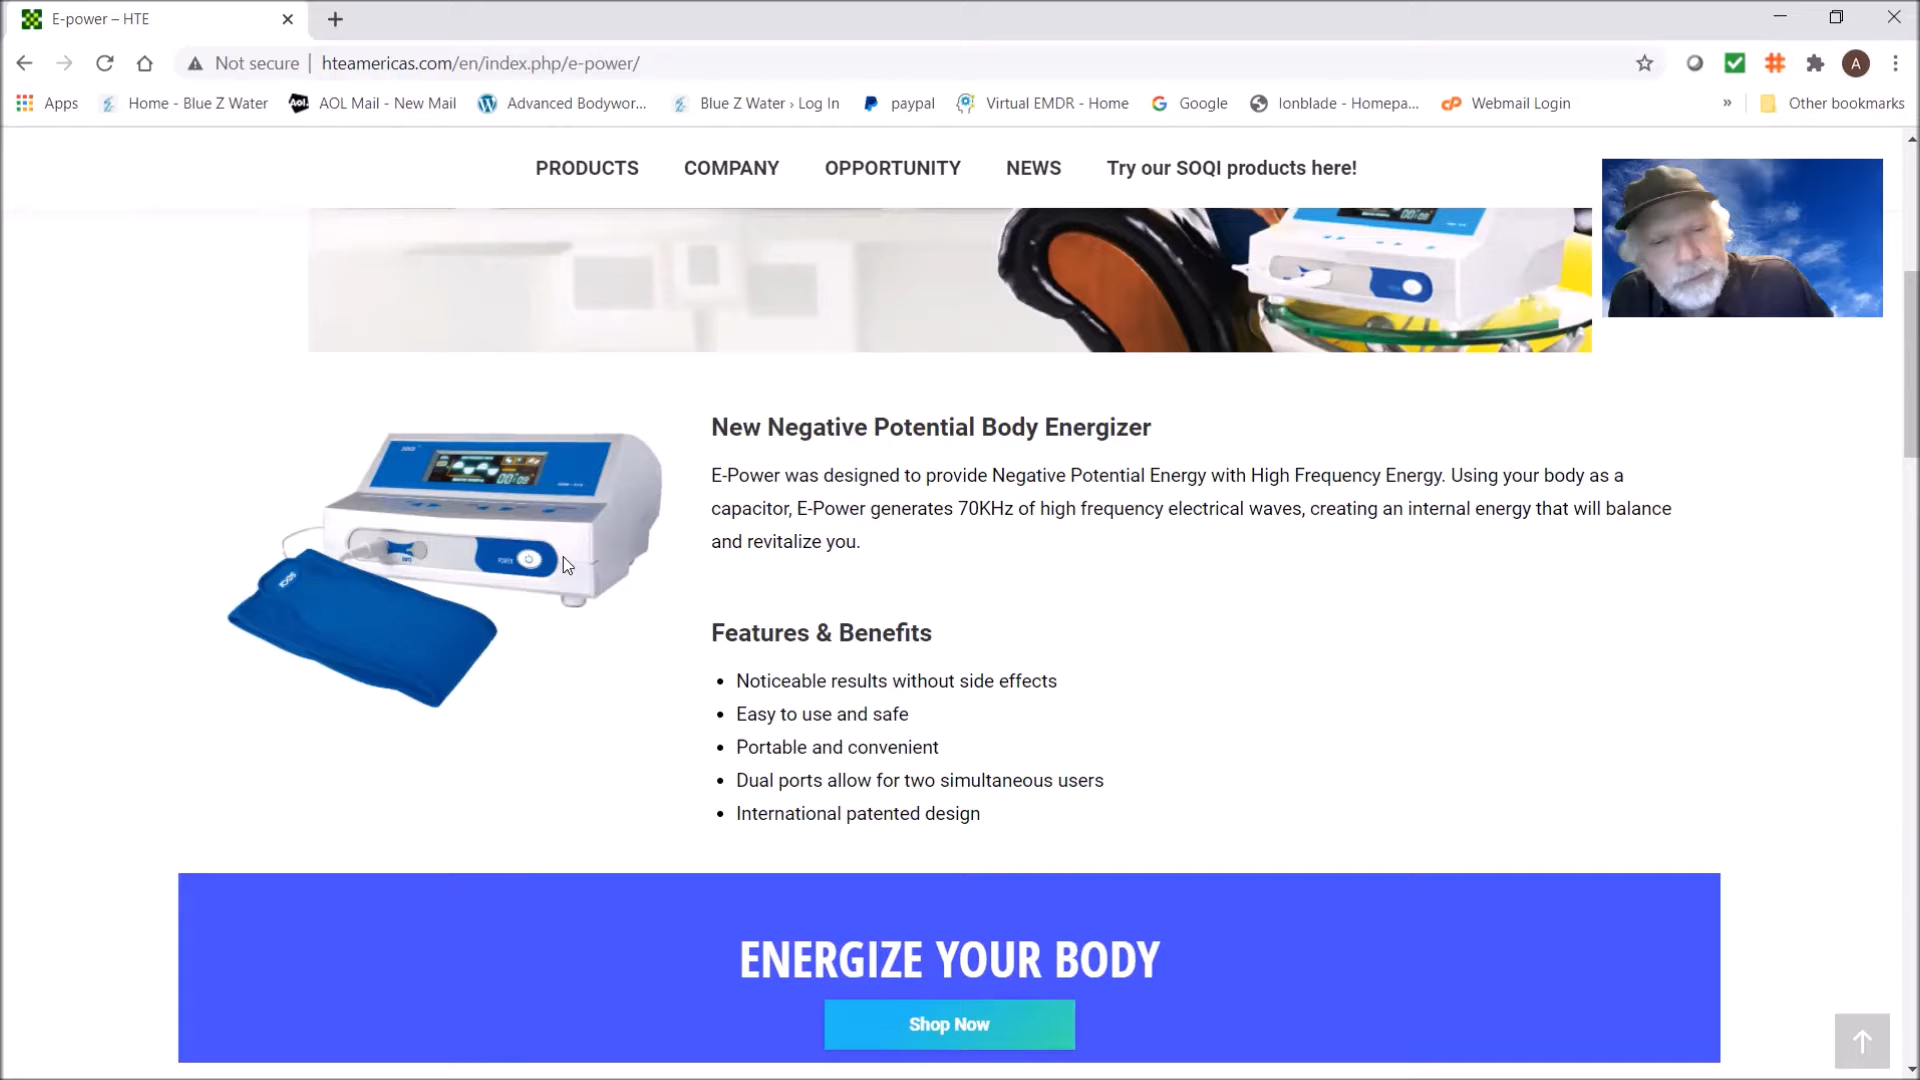 E-power – HTE
Not secure
hteamericas.com/en/index.php/e-power/
A
Apps
Home - Blue Z Water
AOL Mail - New Mail
Advanced Bodywor...
Blue Z Water › Log In
paypal
Virtual EMDR - Home
Google
Ionblade - Homepa...
Webmail Login
»
Other bookmarks
PRODUCTS
COMPANY
OPPORTUNITY
NEWS
Try our SOQI products here!
New Negative Potential Body Energizer
E-Power was designed to provide Negative Potential Energy with High Frequency Energy. Using your body as a
capacitor, E-Power generates 70KHz of high frequency electrical waves, creating an internal energy that will balance
and revitalize you.
POWER
Features & Benefits
• Noticeable results without side effects
• Easy to use and safe
• Portable and convenient
• Dual ports allow for two simultaneous users
• International patented design
ENERGIZE YOUR BODY
Shop Now